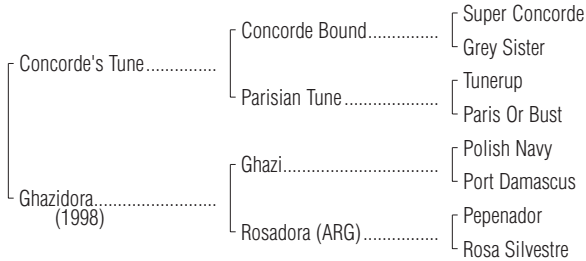 Super Concorde
Concorde Bound...............
Grey Sister
Concorde's Tune...............
Tunerup
Parisian Tune ....................
Paris Or Bust
Polish Navy
Ghazi.................................
Port Damascus
Ghazidora..........................
(1998)
Pepenador
Rosadora (ARG)................
Rosa Silvestre